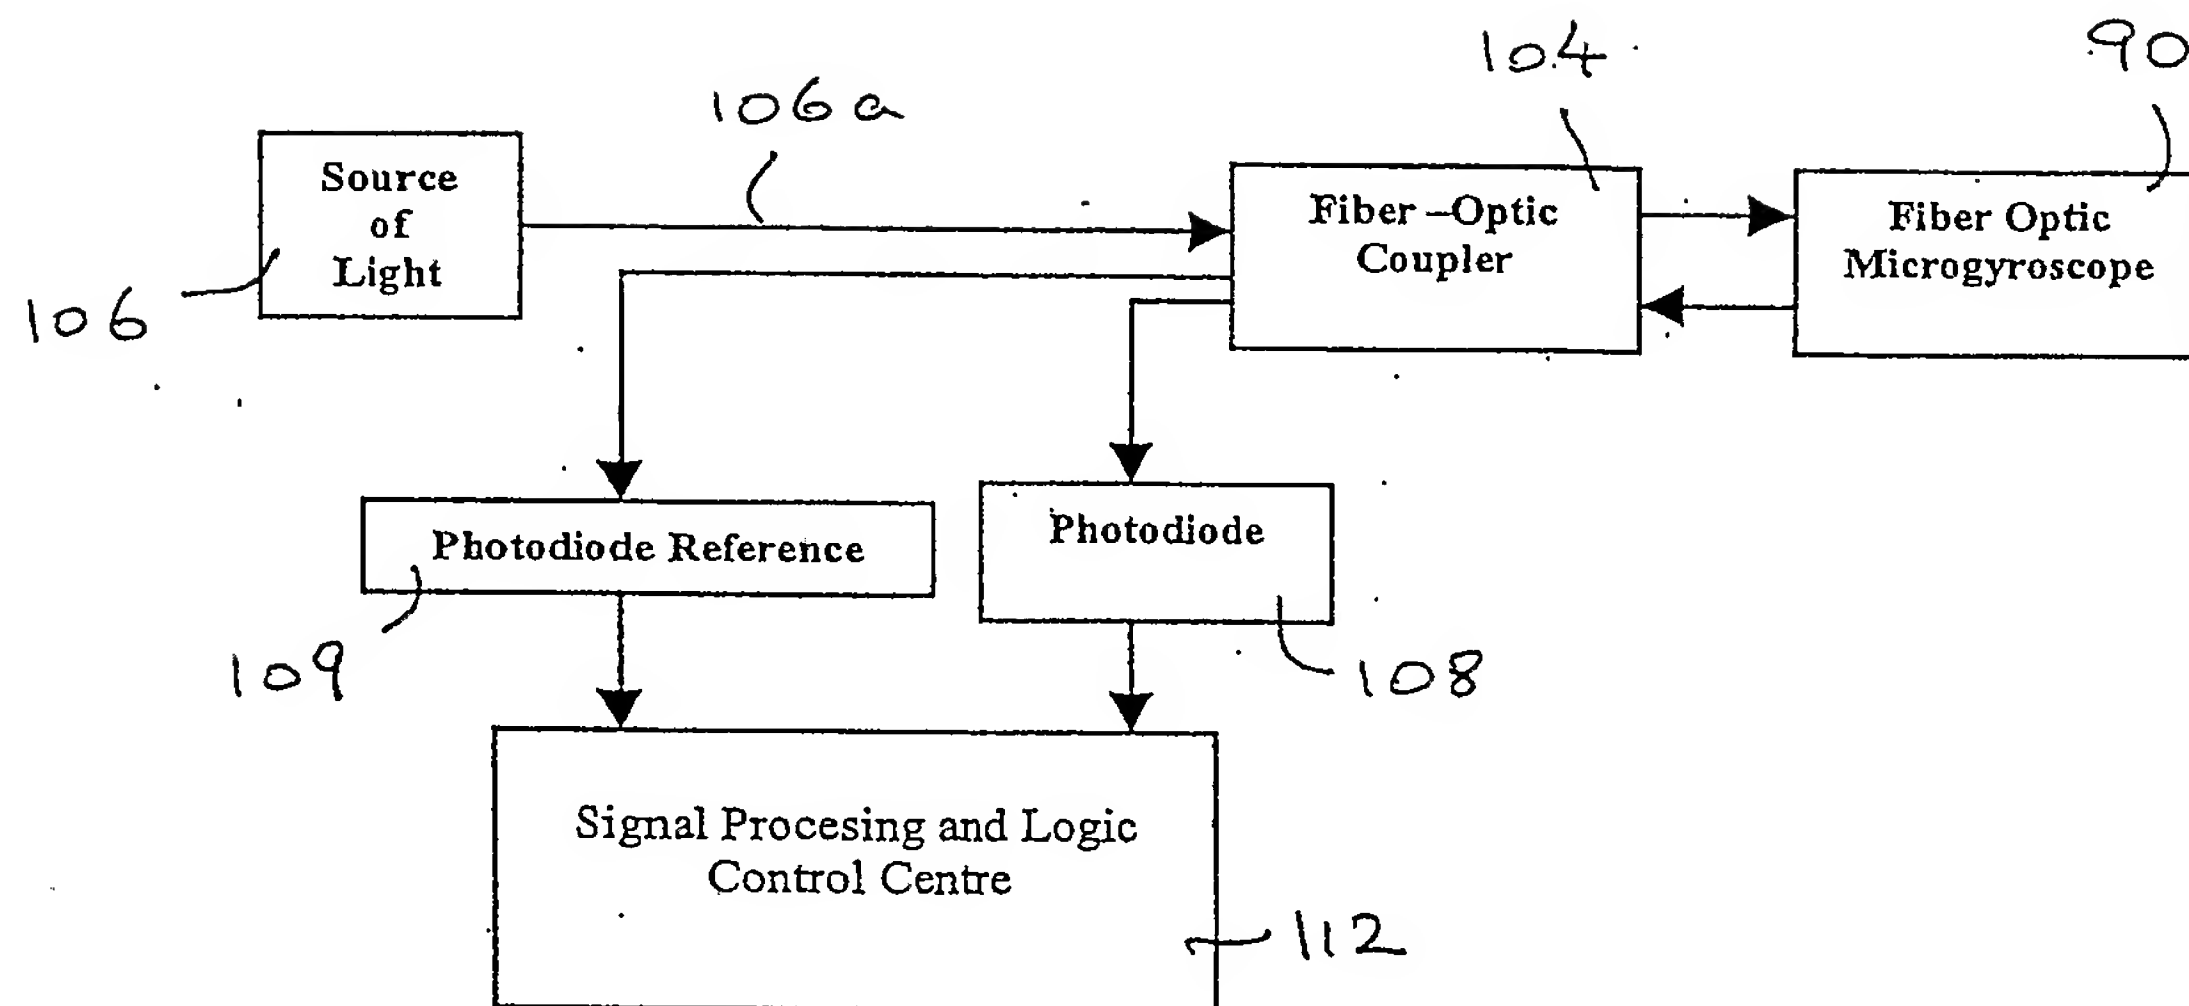 104
90
106a
Source
of
Light
Fiber –Optic
Coupler
Fiber Optic
Microgyroscope
106
Photodiode Reference
Photodiode
109
108
Signal Procesing and Logic
Control Centre
112